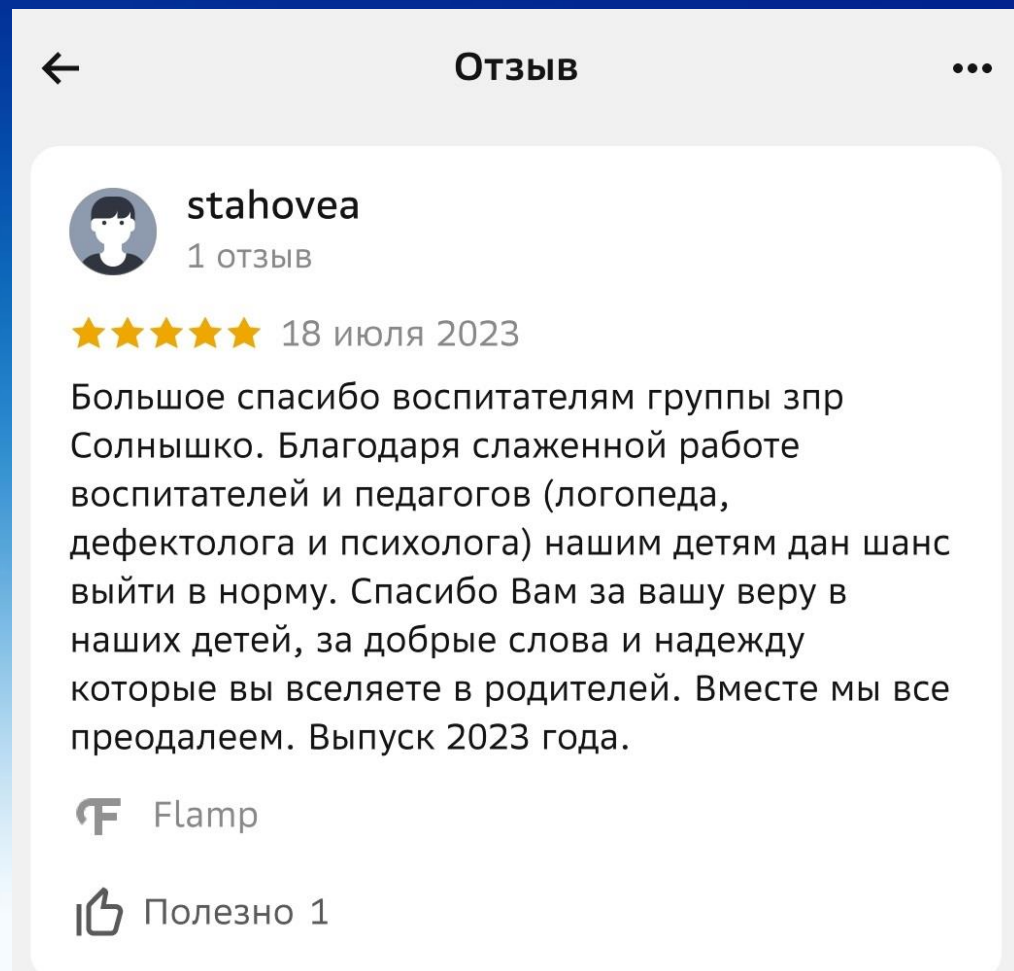 Отзыв
stahovea
1 отзыв
18 июля 2023
Большое спасибо воспитателям группы зпр
Солнышко. Благодаря слаженной работе
воспитателей и педагогов (логопеда,
дефектолога и психолога) нашим детям дан шанс
выйти в норму. Спасибо Вам за вашу веру в
наших детей, за добрые слова и надежду
которые вы вселяете в родителей. Вместе мы все
преодалеем. Выпуск 2023 года.
Flamp
Полезно 1